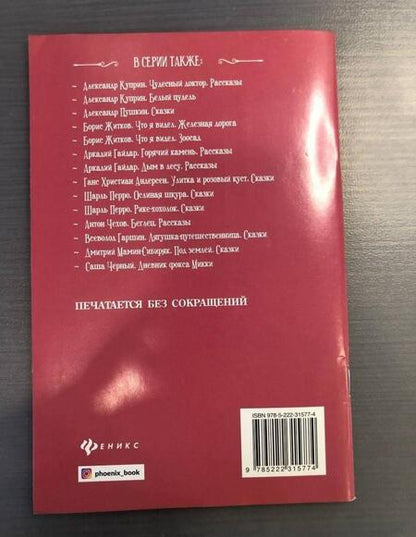 В СЕРИИ ТАКЖЕ:
~ Александр Куприн. Чудесный доктор. Рассказы
~ Александр Куприн. Белый пудель
~ Александр Пушкин. Сказки
~ Борис Житков. Что я видел. Железная дорога
~ Борис Житков. Что я видел. Зоосад
~ Аркадий Гайдар. Горячий камень. Рассказы
~ Аркадий Гайдар. Дым в лесу. Рассказы
~ Ганс Христиан Андерсен. Улитка и розовый куст. Сказки
~ Шарль Перро. Ослиная шкура. Сказки
~ Шарль Перро. Рике-хохолок. Сказки
~ Антон Чехов. Беглец. Рассказы
~ Всеволод Гаршин. Лягушка-путешественница. Сказки
~ Дмитрий Мамин-Сибиряк. Под землей. Сказки
~ Саша Черный. Дневник фокса Микки
ПЕЧАТАЕТСЯ БЕЗ СОКРАЩЕНИЙ
ФЕНИКС
phoenix_book
ISBN 978-5-222-31577-4
9 785222 315774